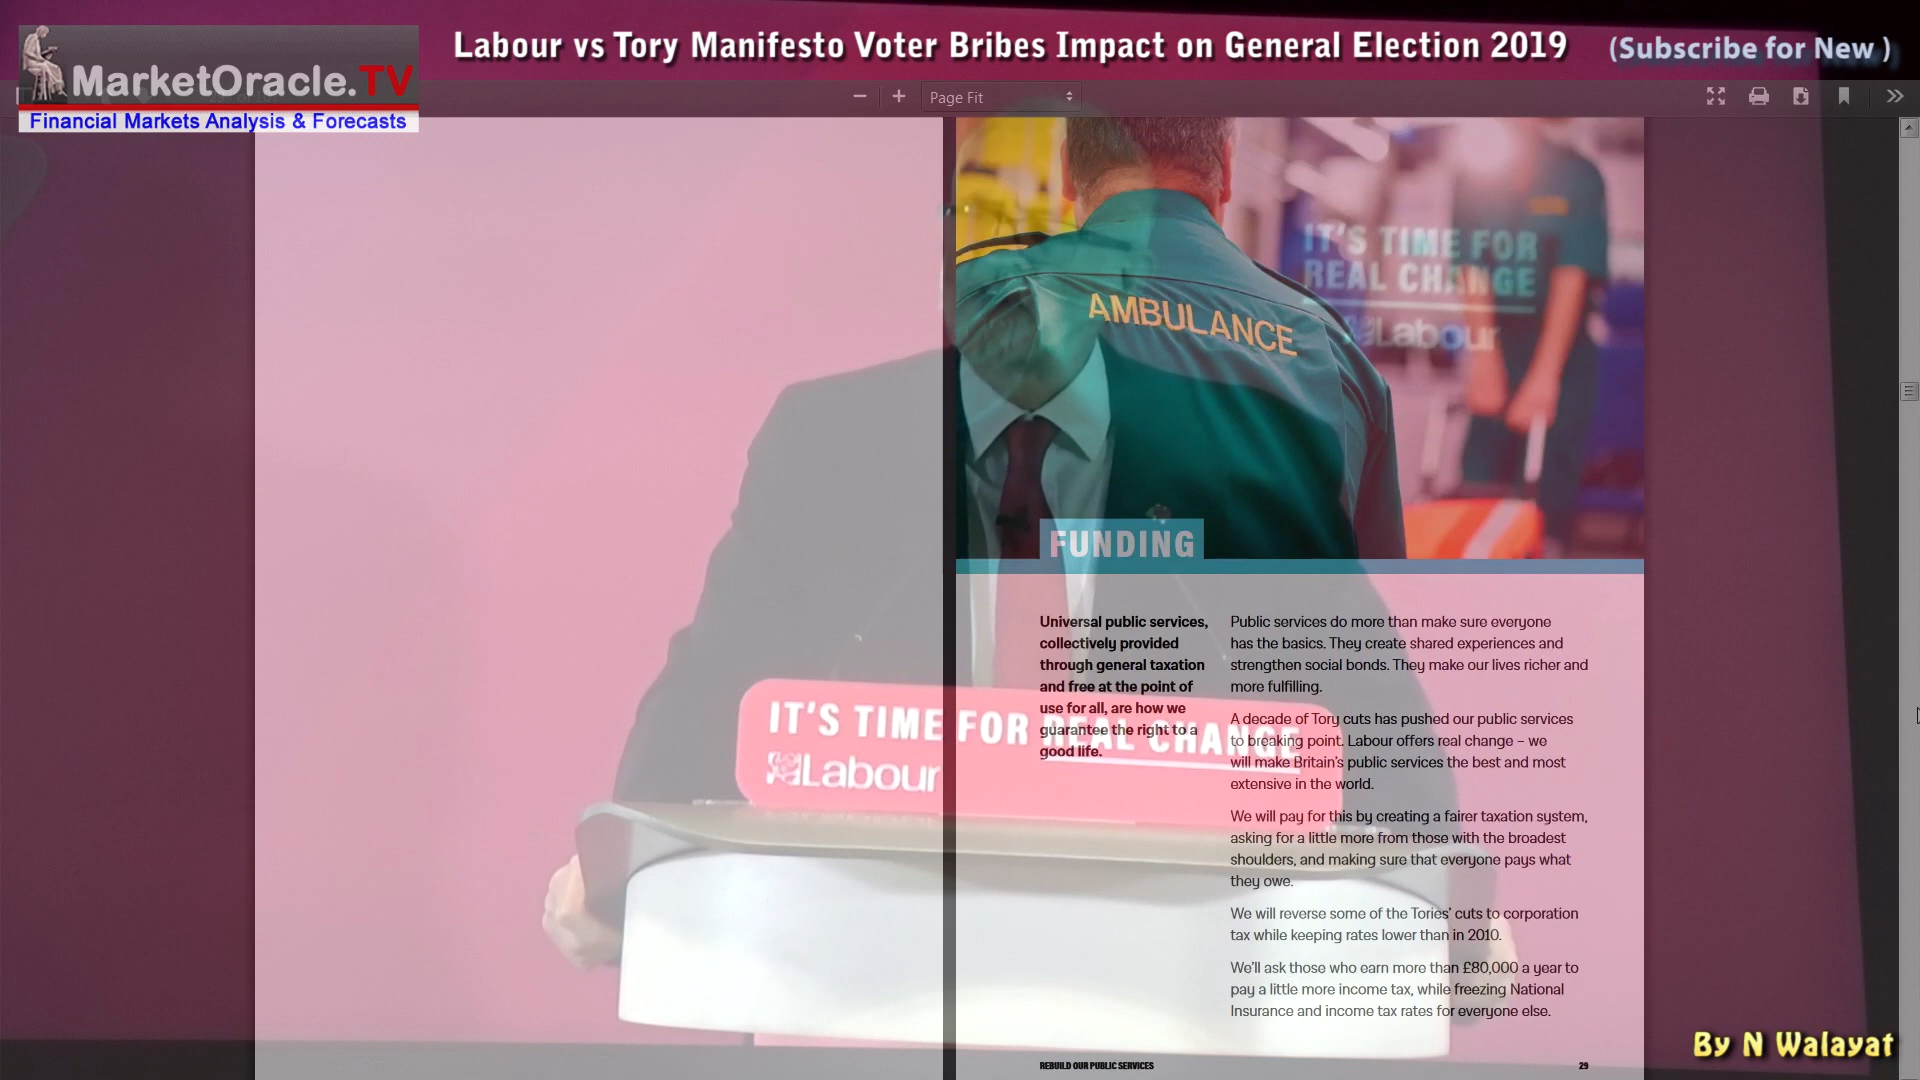 Labour vs Tory Manifesto Voter Bribes Impact on General Election 2019
(Subscribe for New )
MarketOracle.TV
Financial Markets Analysis & Forecasts
Page Fit
IT'S TIME FOR
REAL CHANGE
Labour
AMBULANCE
FUNDING
Universal public services,
collectively provided
through general taxation
and free at the point of
use for all, are how we
guarantee the right to a
good life.
Public services do more than make sure everyone
has the basics. They create shared experiences and
strengthen social bonds. They make our lives richer and
more fulfilling.
A decade of Tory cuts has pushed our public services
to breaking point. Labour offers real change – we
will make Britain's public services the best and most
extensive in the world.
We will pay for this by creating a fairer taxation system,
asking for a little more from those with the broadest
shoulders, and making sure that everyone pays what
they owe.
We will reverse some of the Tories' cuts to corporation
tax while keeping rates lower than in 2010.
We'll ask those who earn more than £80,000 a year to
pay a little more income tax, while freezing National
Insurance and income tax rates for everyone else.
IT'S TIME FOR REAL CHANGE
Labour
REBUILD OUR PUBLIC SERVICES
29
By N Walayat